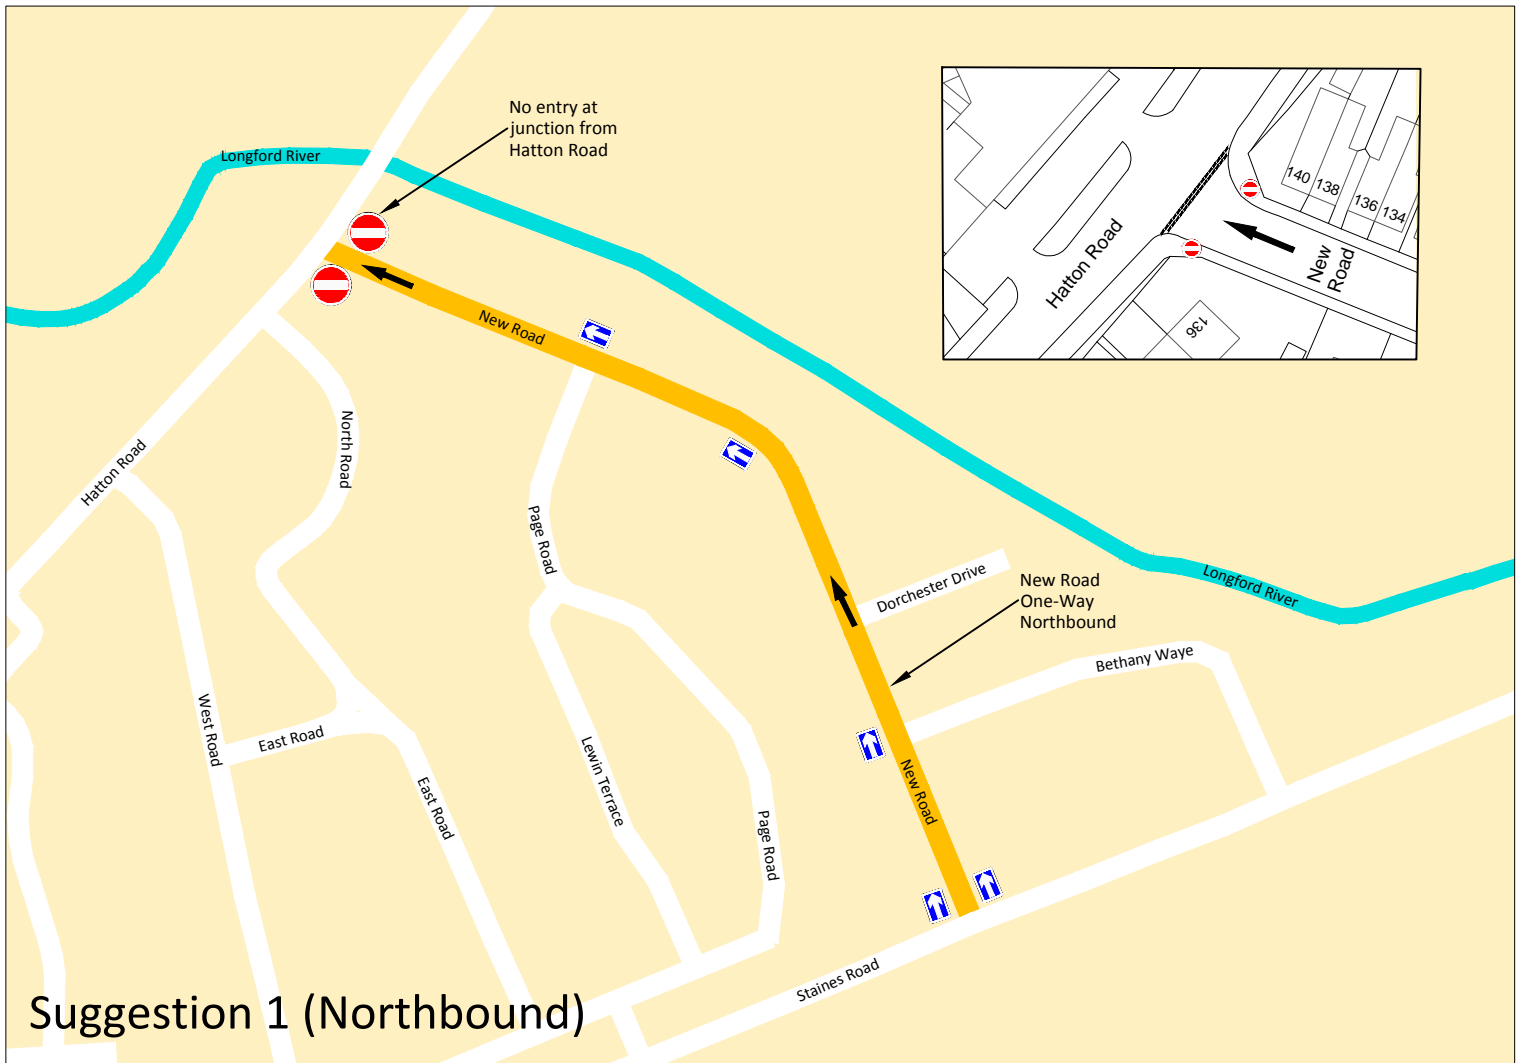 No entry at
junction from
Hatton Road
Longford River
Hatton Road
New
Road
140
138
136
134
136
New Road
North Road
Hatton Road
Page Road
Dorchester Drive
New Road
One-Way
Northbound
Longford River
Bethany Waye
West Road
East Road
East Road
Lewin Terrace
New Road
Page Road
Staines Road
Suggestion 1 (Northbound)